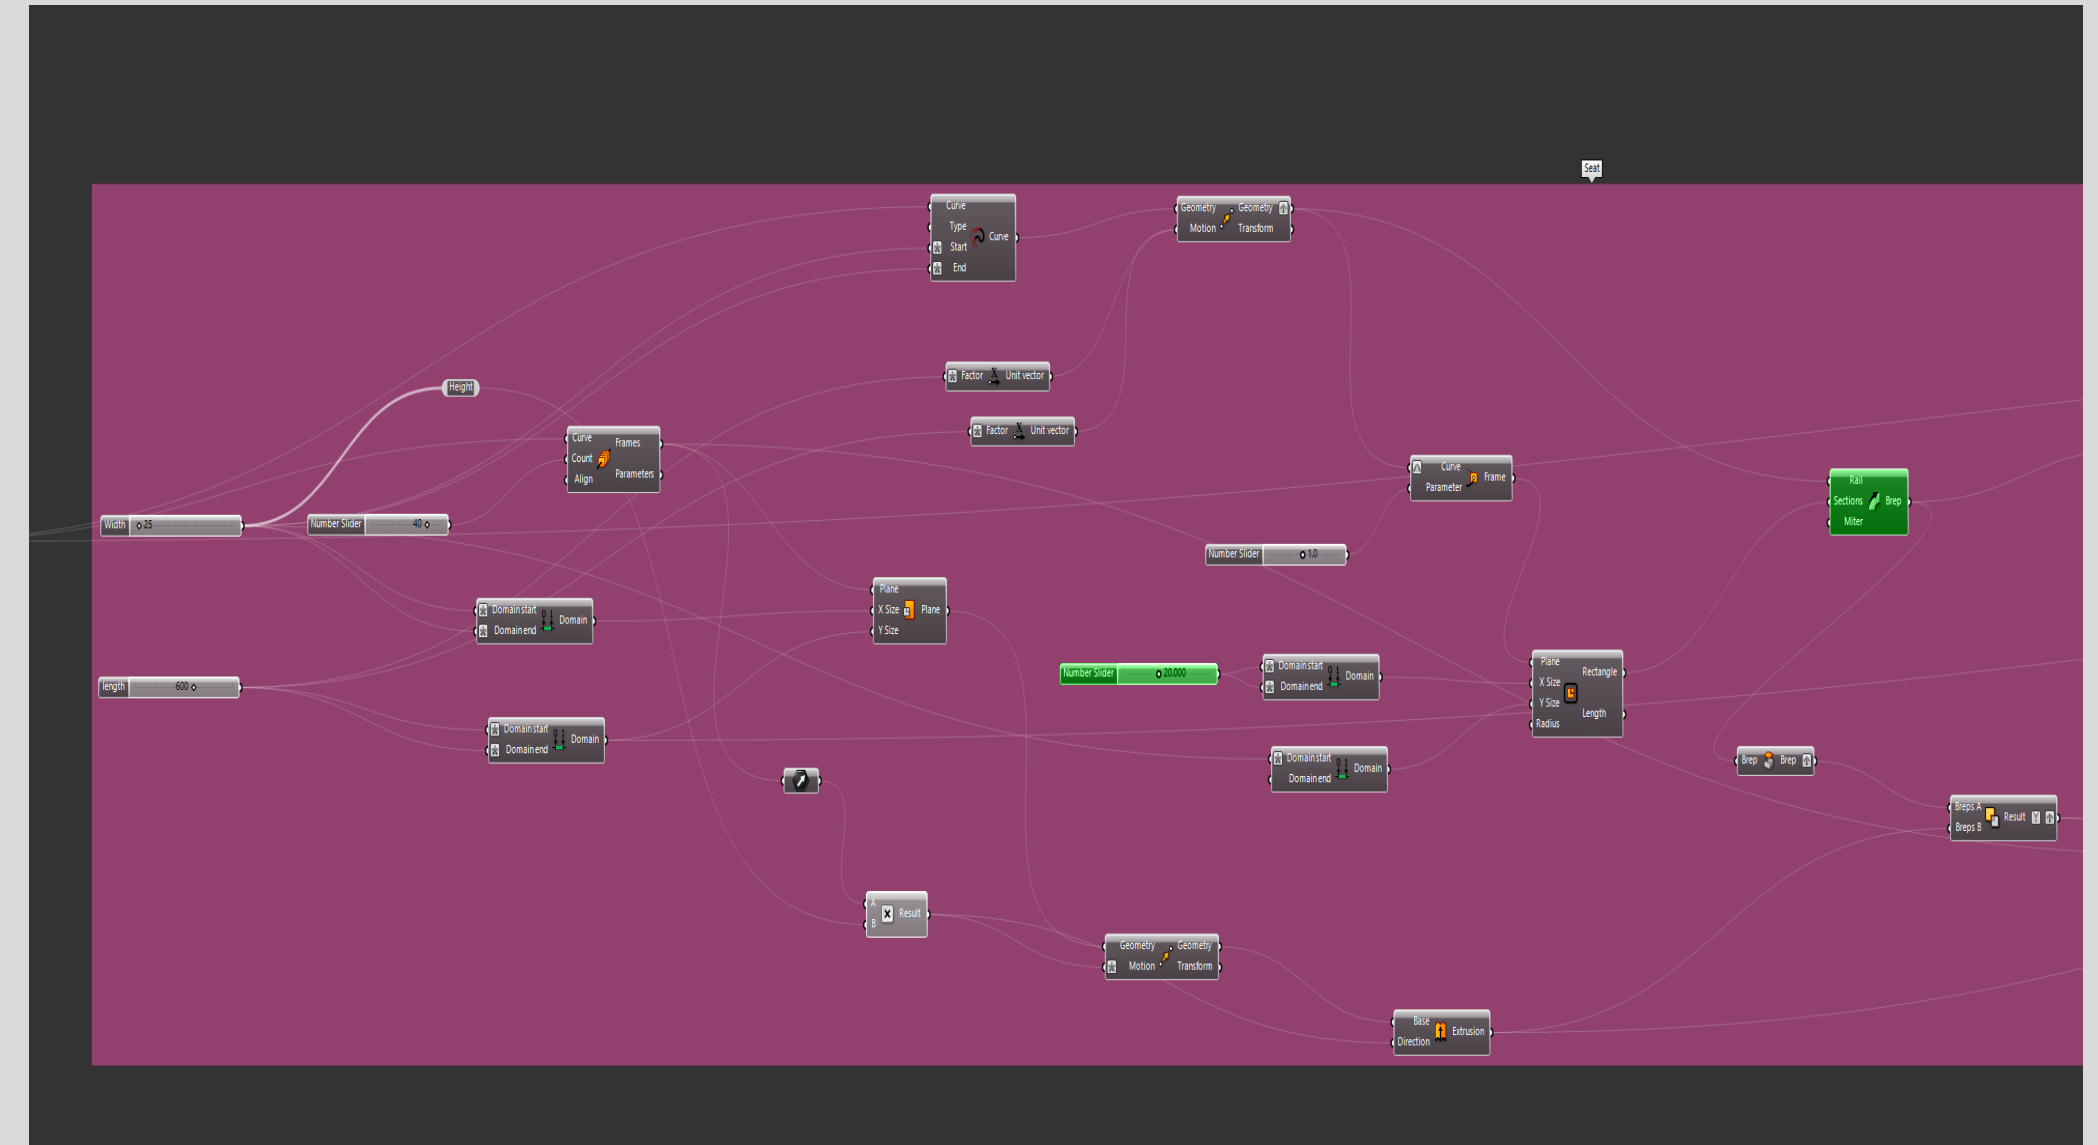 Seat
Curve
Type
Start
End
Curve
Geometry
Motion
Geometry
Transform
Height
Factor
Unit vector
Factor
Unit vector
Curve
Count
Align
Frames
Parameters
Curve
Parameter
Frame
Rail
Sections
Miter
Brep
Width
25
Number Slider
40
Number Slider
1.0
Domain start
Domain end
Domain
Plane
X Size
Y Size
Plane
length
600
Number Slider
20.000
Domain start
Domain end
Domain
Plane
X Size
Y Size
Radius
Rectangle
Length
Domain start
Domain end
Domain
Domain start
Domain end
Domain
Brep
Brep
Breps A
Breps B
Result
A
B
Result
Geometry
Motion
Geometry
Transform
Base
Direction
Extrusion